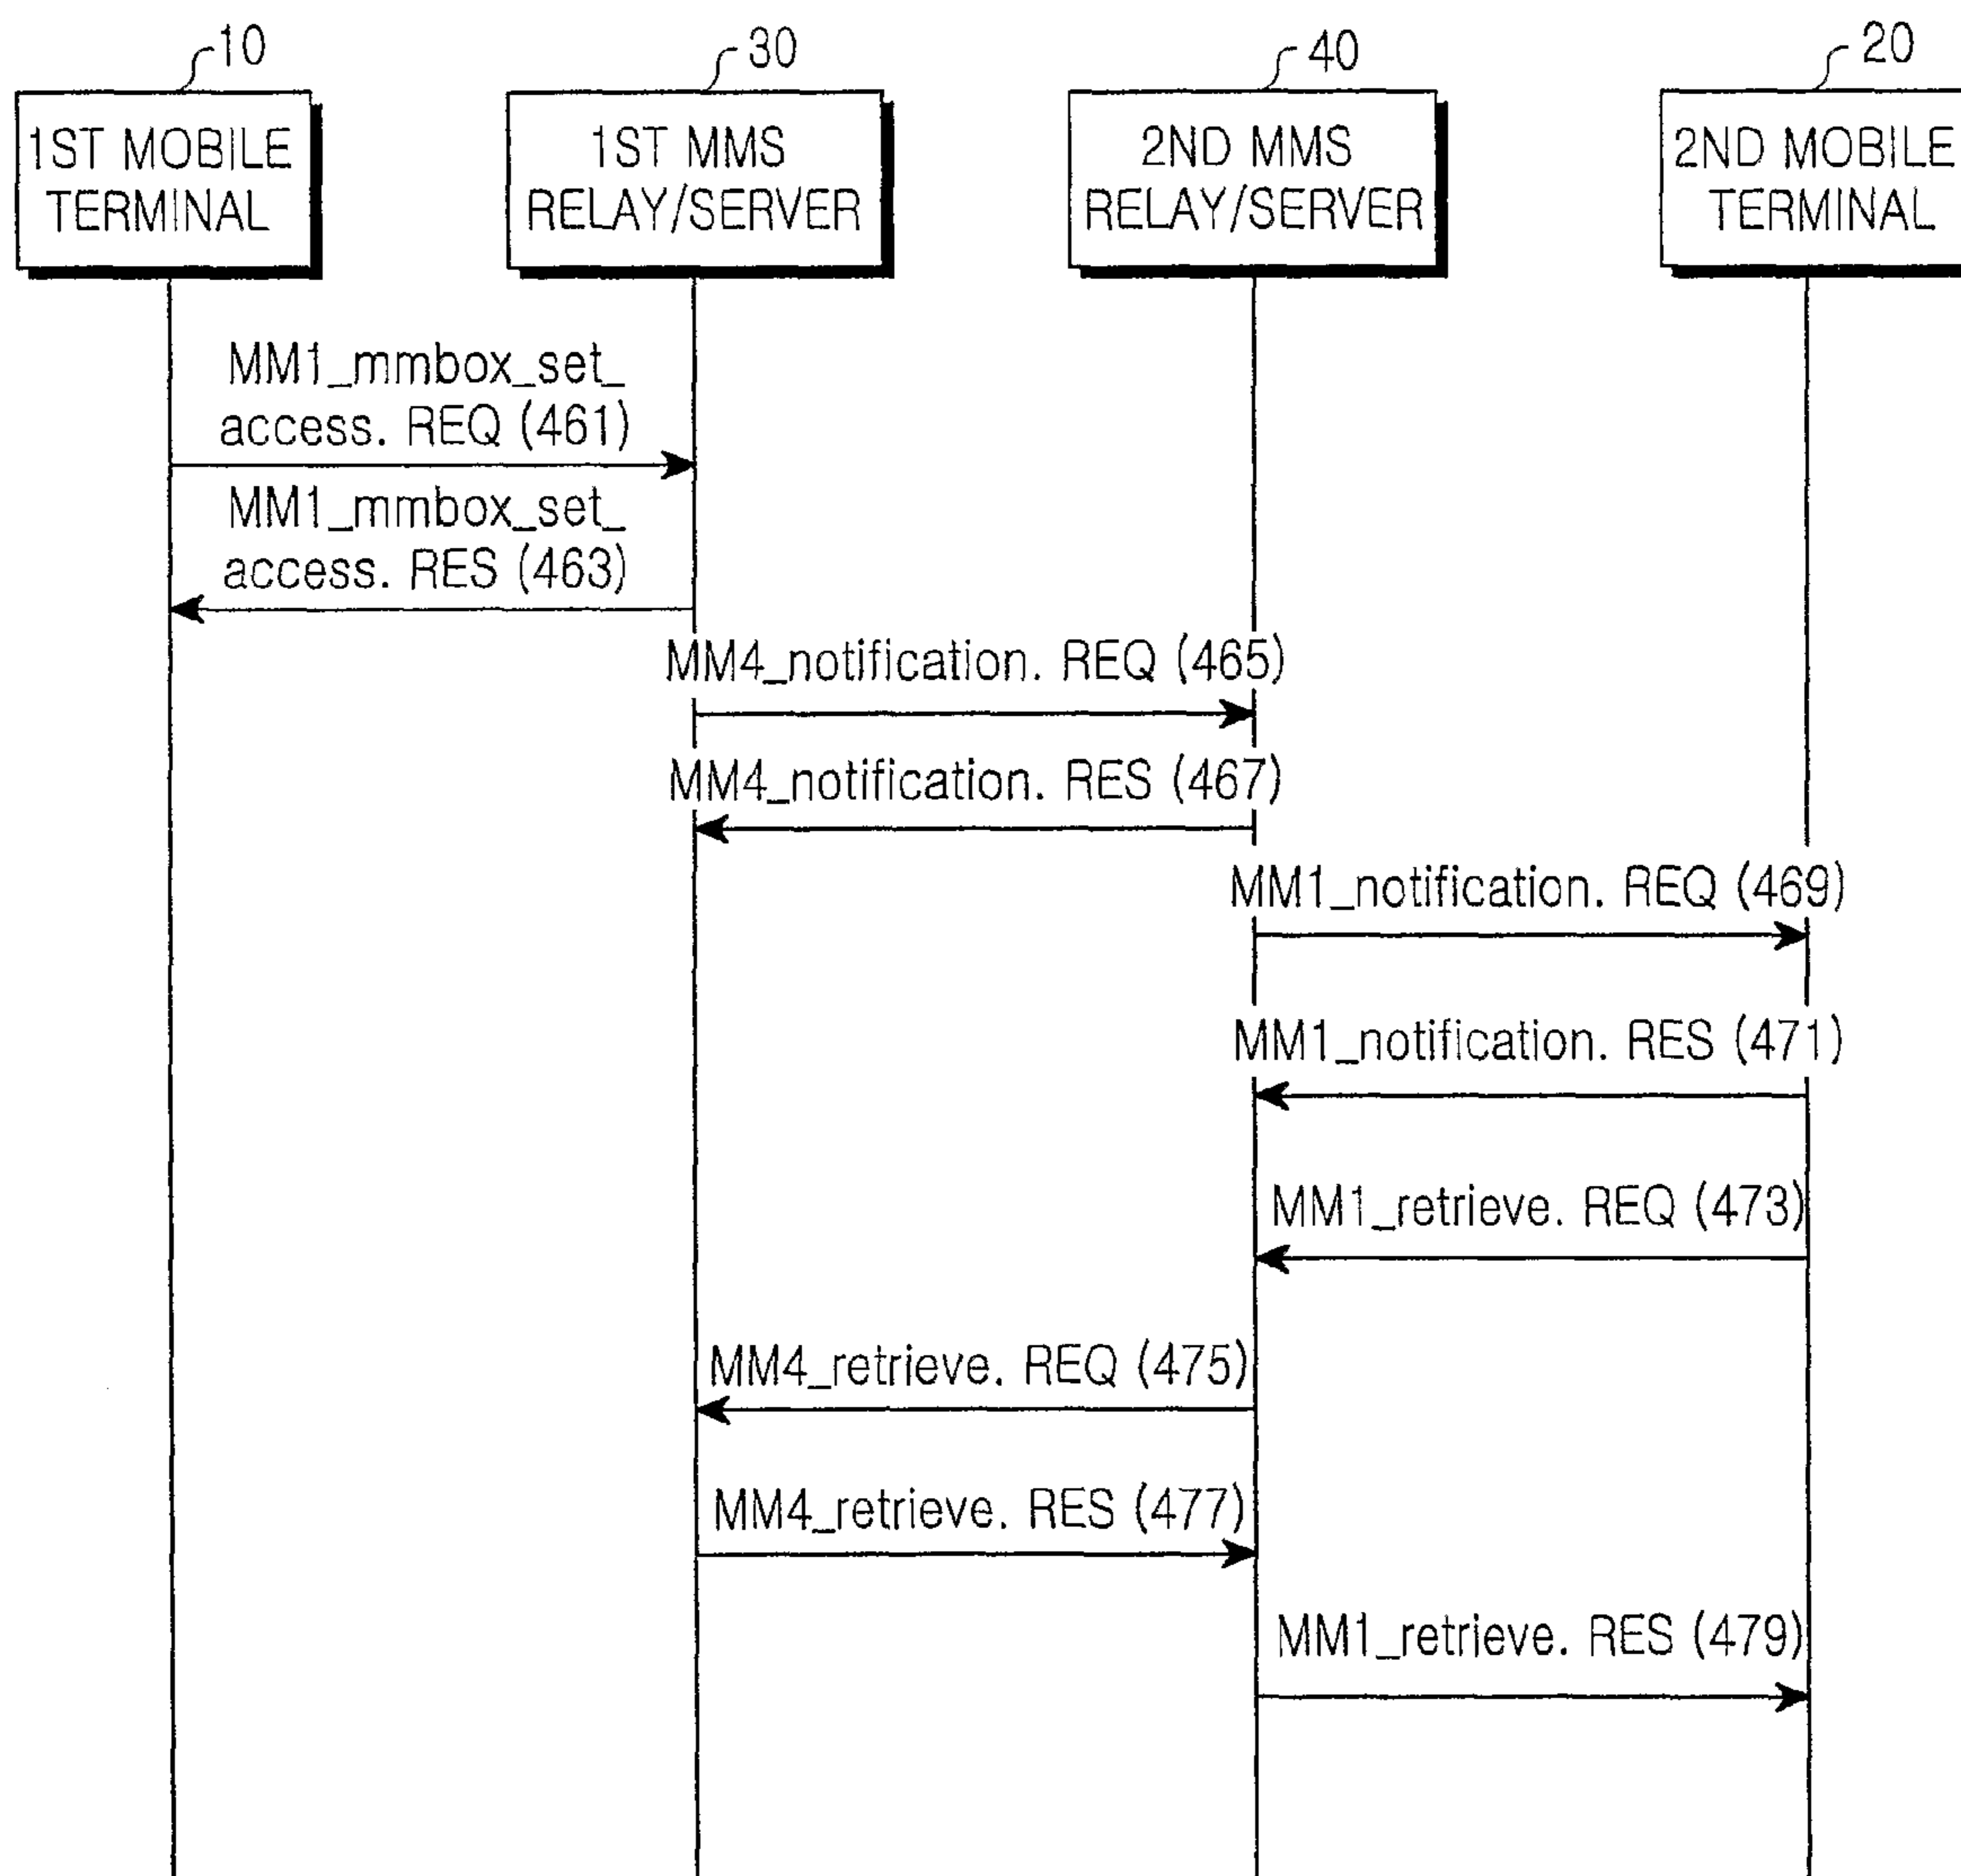 10
30
40
20
1ST MOBILE
TERMINAL
1ST MMS
RELAY/SERVER
2ND MMS
RELAY/SERVER
2ND MOBILE
TERMINAL
MM1_mmbox_set_
access. REQ (461)
MM1_mmbox_set_
access. RES (463)
MM4_notification. REQ (465)
MM4_notification. RES (467)
MM1_notification. REQ (469)
MM1_notification. RES (471)
MM1_retrieve. REQ (473)
MM4_retrieve. REQ (475)
MM4_retrieve. RES (477)
MM1_retrieve. RES (479)